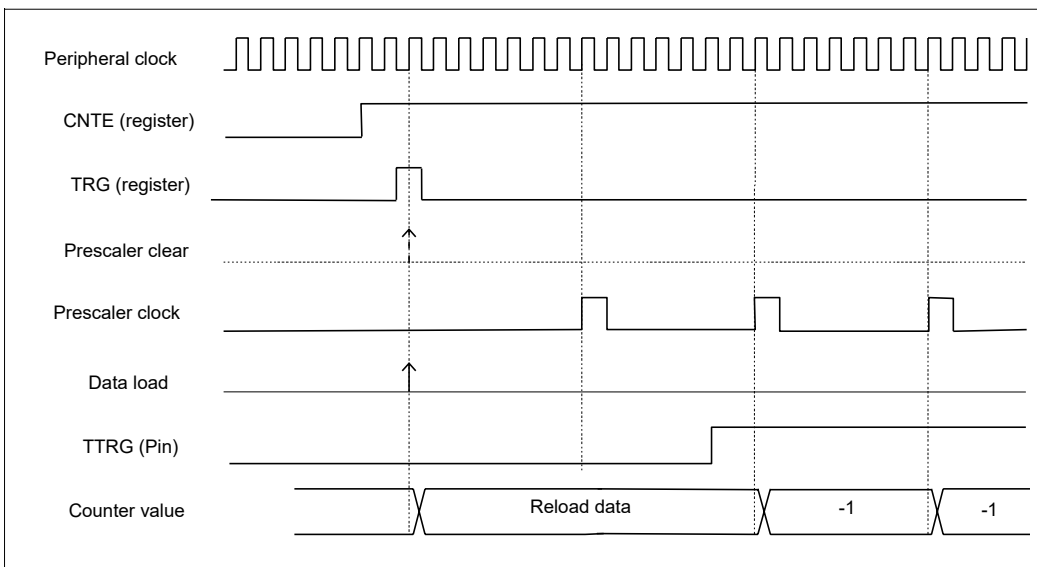 Peripheral clock
CNTE (register)
TRG (register)
Prescaler clear
Prescaler clock
Data load
TTRG (Pin)
Counter value
Reload data
-1
-1